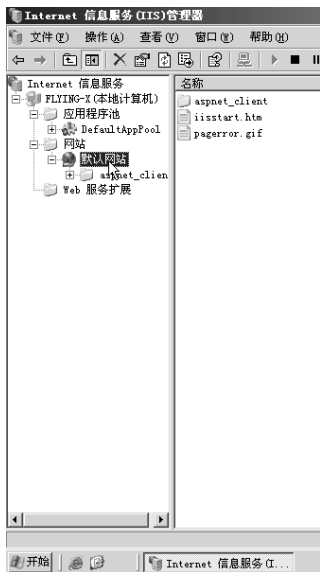 Internet 信息服务(IIS)管理器
文件(F) 操作(A) 查看(V) 窗口(W) 帮助(H)
Internet 信息服务
FLYING-X(本地计算机)
应用程序池
DefaultAppPool
网站
默认网站
aspnet_clien
Web 服务扩展
名称
aspnet_client
iisstart.htm
pagerror.gif
开始
Internet 信息服务(I...